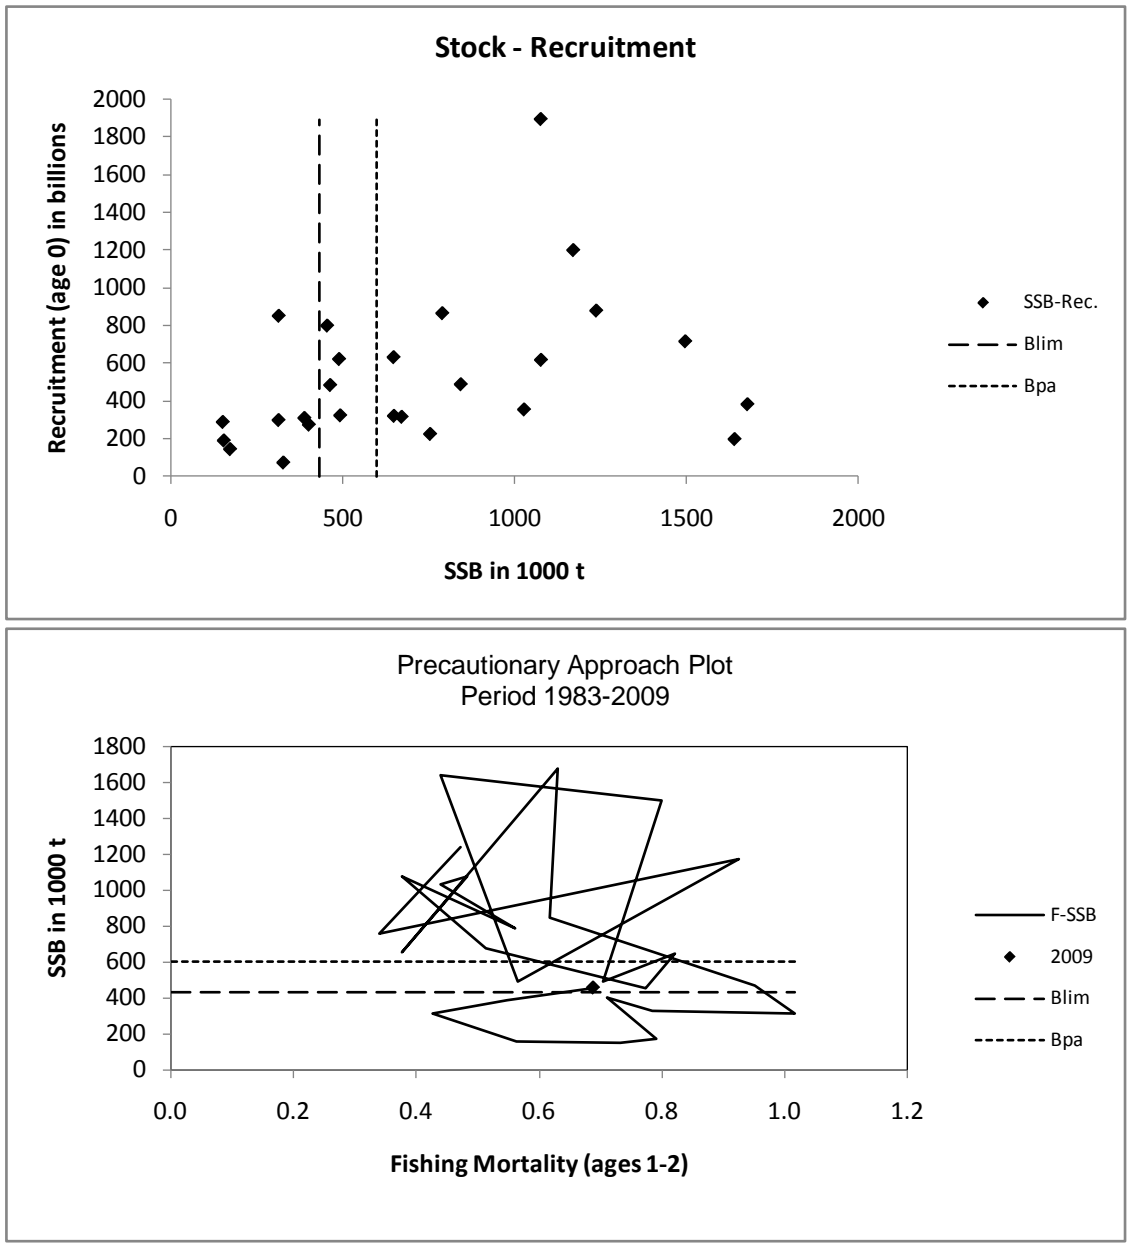 Stock - Recruitment
Recruitment (age 0) in billions
2000
1800
1600
1400
1200
1000
800
600
400
200
0
0 500 1000 1500 2000
SSB in 1000 t
SSB-Rec.
Blim
Bpa
Precautionary Approach Plot
Period 1983-2009
SSB in 1000 t
1800
1600
1400
1200
1000
800
600
400
200
0
0.0 0.2 0.4 0.6 0.8 1.0 1.2
Fishing Mortality (ages 1-2)
F-SSB
2009
Blim
Bpa